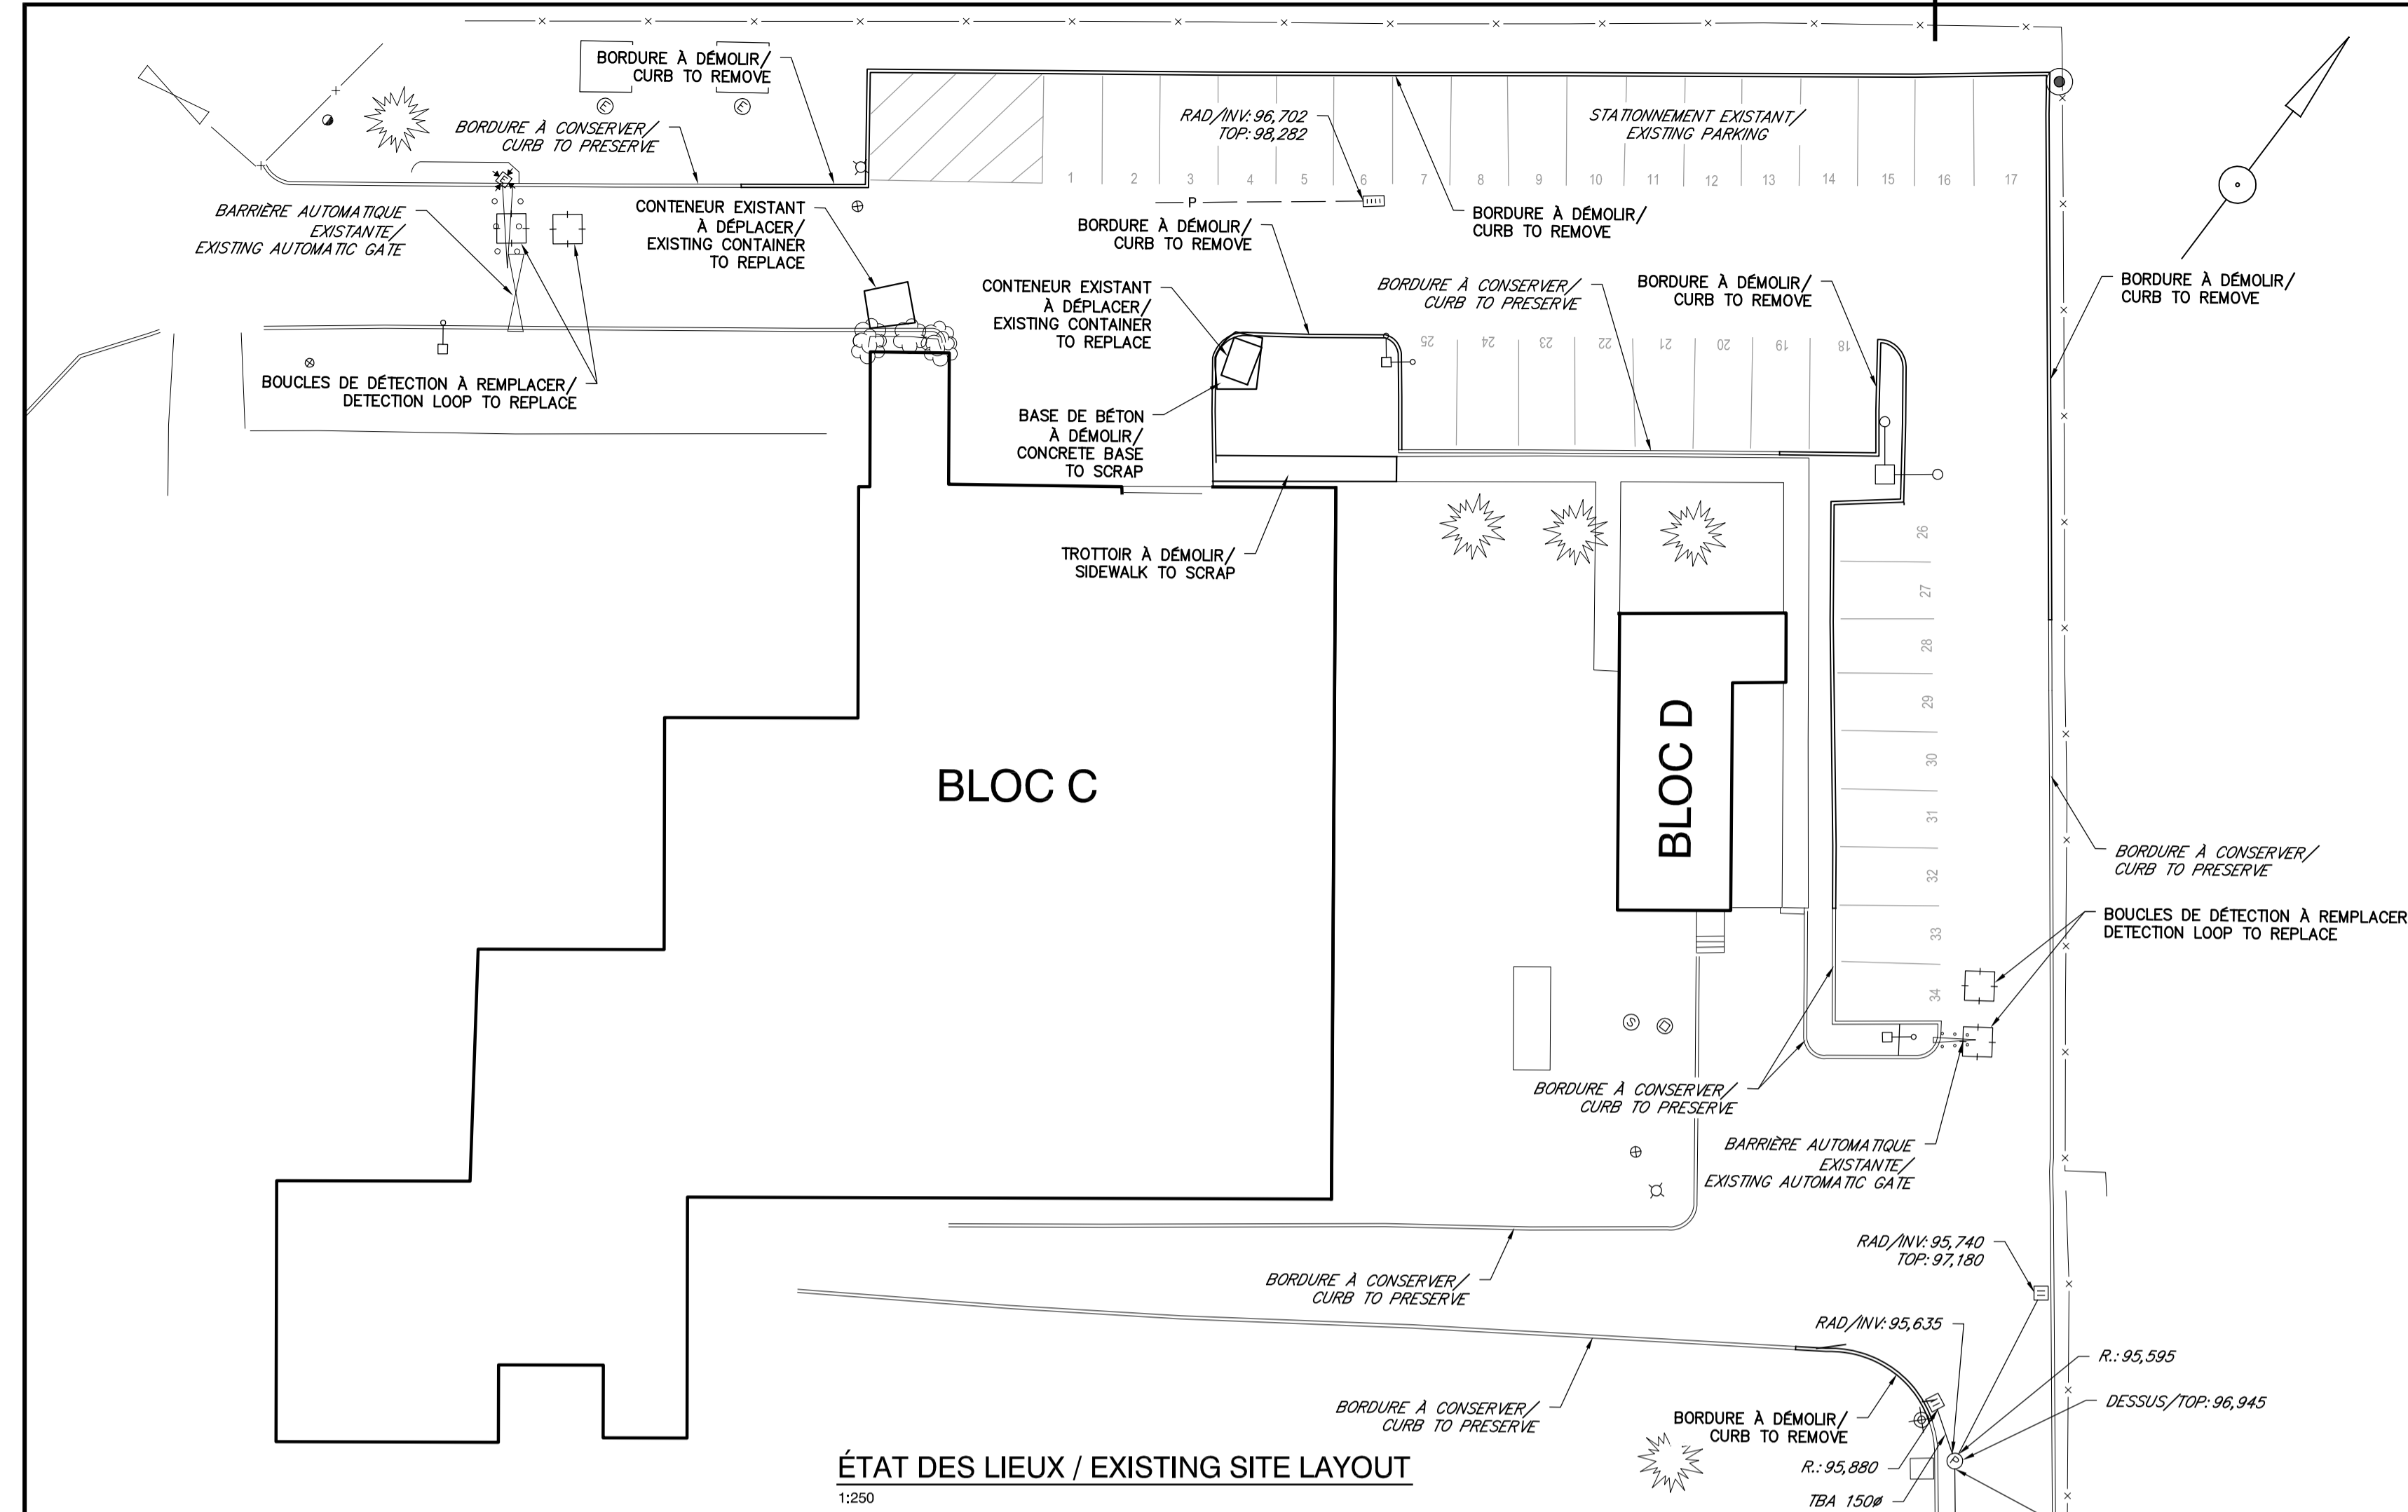 BORDURE À DÉMOLIR/
CURB TO REMOVE
E
E
BORDURE À CONSERVER/
CURB TO PRESERVE
RAD/INV: 96,702
TOP: 98,282
STATIONNEMENT EXISTANT/
EXISTING PARKING
1 2 3 4 5 6 7 8 9 10 11 12 13 14 15 16 17
P
BARRIÈRE AUTOMATIQUE
EXISTANTE/
EXISTING AUTOMATIC GATE
CONTENEUR EXISTANT
À DÉPLACER/
EXISTING CONTAINER
TO REPLACE
BORDURE À DÉMOLIR/
CURB TO REMOVE
BORDURE À DÉMOLIR/
CURB TO REMOVE
CONTENEUR EXISTANT
À DÉPLACER/
EXISTING CONTAINER
TO REPLACE
BORDURE À CONSERVER/
CURB TO PRESERVE
BORDURE À DÉMOLIR/
CURB TO REMOVE
BORDURE À DÉMOLIR/
CURB TO REMOVE
25 24 23 22 21 20 19 18
BOUCLES DE DÉTECTION À REMPLACER/
DETECTION LOOP TO REPLACE
BASE DE BÉTON
À DÉMOLIR/
CONCRETE BASE
TO SCRAP
TROTTOIR À DÉMOLIR/
SIDEWALK TO SCRAP
26
27
28
29
30
31
32
33
34
BLOC C
BLOC D
BORDURE À CONSERVER/
CURB TO PRESERVE
BOUCLES DE DÉTECTION À REMPLACER
DETECTION LOOP TO REPLACE
S
BORDURE À CONSERVER/
CURB TO PRESERVE
BARRIÈRE AUTOMATIQUE
EXISTANTE/
EXISTING AUTOMATIC GATE
RAD/INV: 95,740
TOP: 97,180
BORDURE À CONSERVER/
CURB TO PRESERVE
RAD/INV: 95,635
R.: 95,595
DESSUS/TOP: 96,945
BORDURE À CONSERVER/
CURB TO PRESERVE
BORDURE À DÉMOLIR/
CURB TO REMOVE
R.: 95,880
P
TBA 150ø
ÉTAT DES LIEUX / EXISTING SITE LAYOUT
1:250